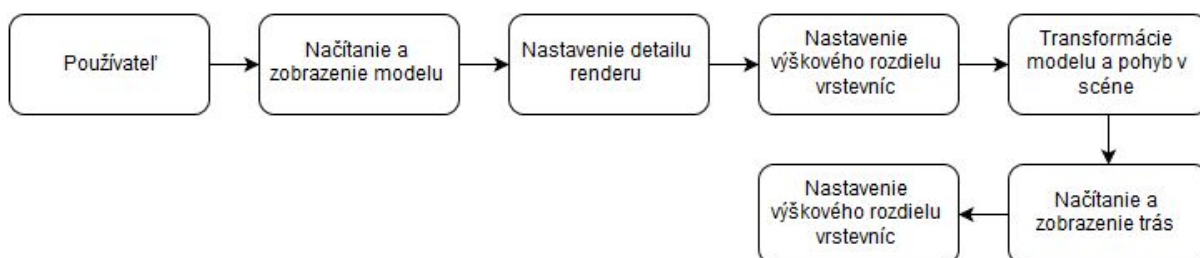 Používateľ
Načítanie a
zobrazenie modelu
Nastavenie detailu
renderu
Nastavenie
výškového rozdielu
vrstevníc
Transformácie
modelu a pohyb v
scéne
Načítanie a
zobrazenie trás
Nastavenie
výškového rozdielu
vrstevníc